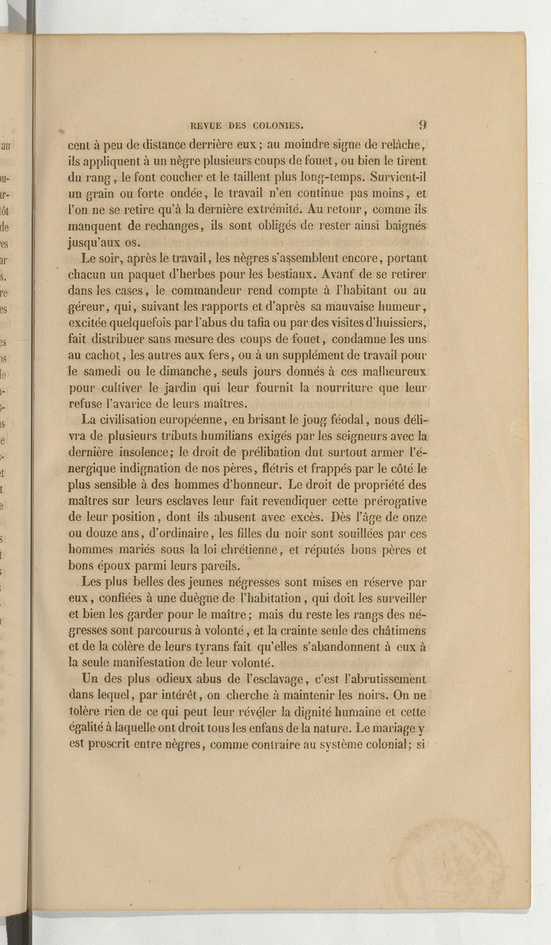 REVUE DES COLONIES. 9
cent à peu de distance derrière eux; au moindre signe de relâche,
ils appliquent à un nègre plusieurs coups de fouet, ou bien le tirent
du rang, le font coucher et le taillent plus long-temps. Survient-il
un grain ou forte ondée, le travail n'en continue pas moins, et
l'on ne se retire qu'à la dernière extrémité. Au retour, comme ils
manquent de rechanges, ils sont obligés de rester ainsi baignés
jusqu'aux os.
Le soir, après le travail, les nègres s'assemblent encore, portant
chacun un paquet d'herbes pour les bestiaux. Avant de se retirer
dans les cases, le commandeur rend compte à l'habitant ou au
géreur, qui, suivant les rapports et d'après sa mauvaise humeur,
excitée quelquefois par l'abus du tafia ou par des visites d'huissiers,
fait distribuer sans mesure des coups de fouet, condamne les uns
au cachot, les autres aux fers, ou à un supplément de travail pour
le samedi ou le dimanche, seuls jours donnés à ces malheureux
pour cultiver le jardin qui leur fournit la nourriture que leur
refuse l'avarice de leurs maîtres.
La civilisation européenne, en brisant le joug féodal, nous déli-
vra de plusieurs tributs humilians exigés par les seigneurs avec la
dernière insolence; le droit de prélibation dut surtout armer l'é-
nergique indignation de nos pères, flétris et frappés par le côté le
plus sensible à des hommes d'honneur. Le droit de propriété des
maîtres sur leurs esclaves leur fait revendiquer cette prérogative
de leur position, dont ils abusent avec excès. Dès l'âge de onze
ou douze ans, d'ordinaire, les filles du noir sont souillées par ces
hommes mariés sous la loi chrétienne, et réputés bons pères et
bons époux parmi leurs pareils.
Les plus belles des jeunes négresses sont mises en réserve par
eux, confiées à une duègne de l'habitation, qui doit les surveiller
et bien les garder pour le maître; mais du reste les rangs des né-
gresses sont parcourus à volonté, et la crainte seule des châtimens
et de la colère de leurs tyrans fait qu'elles s'abandonnent à eux à
la seule manifestation de leur volonté.
Un des plus odieux abus de l'esclavage, c'est l'abrutissement
dans lequel, par intérêt, on cherche à maintenir les noirs. On ne
tolère rien de ce qui peut leur révéler la dignité humaine et cette
égalité à laquelle ont droit tous les enfans de la nature. Le mariage y
est proscrit entre nègres, comme contraire au système colonial; si